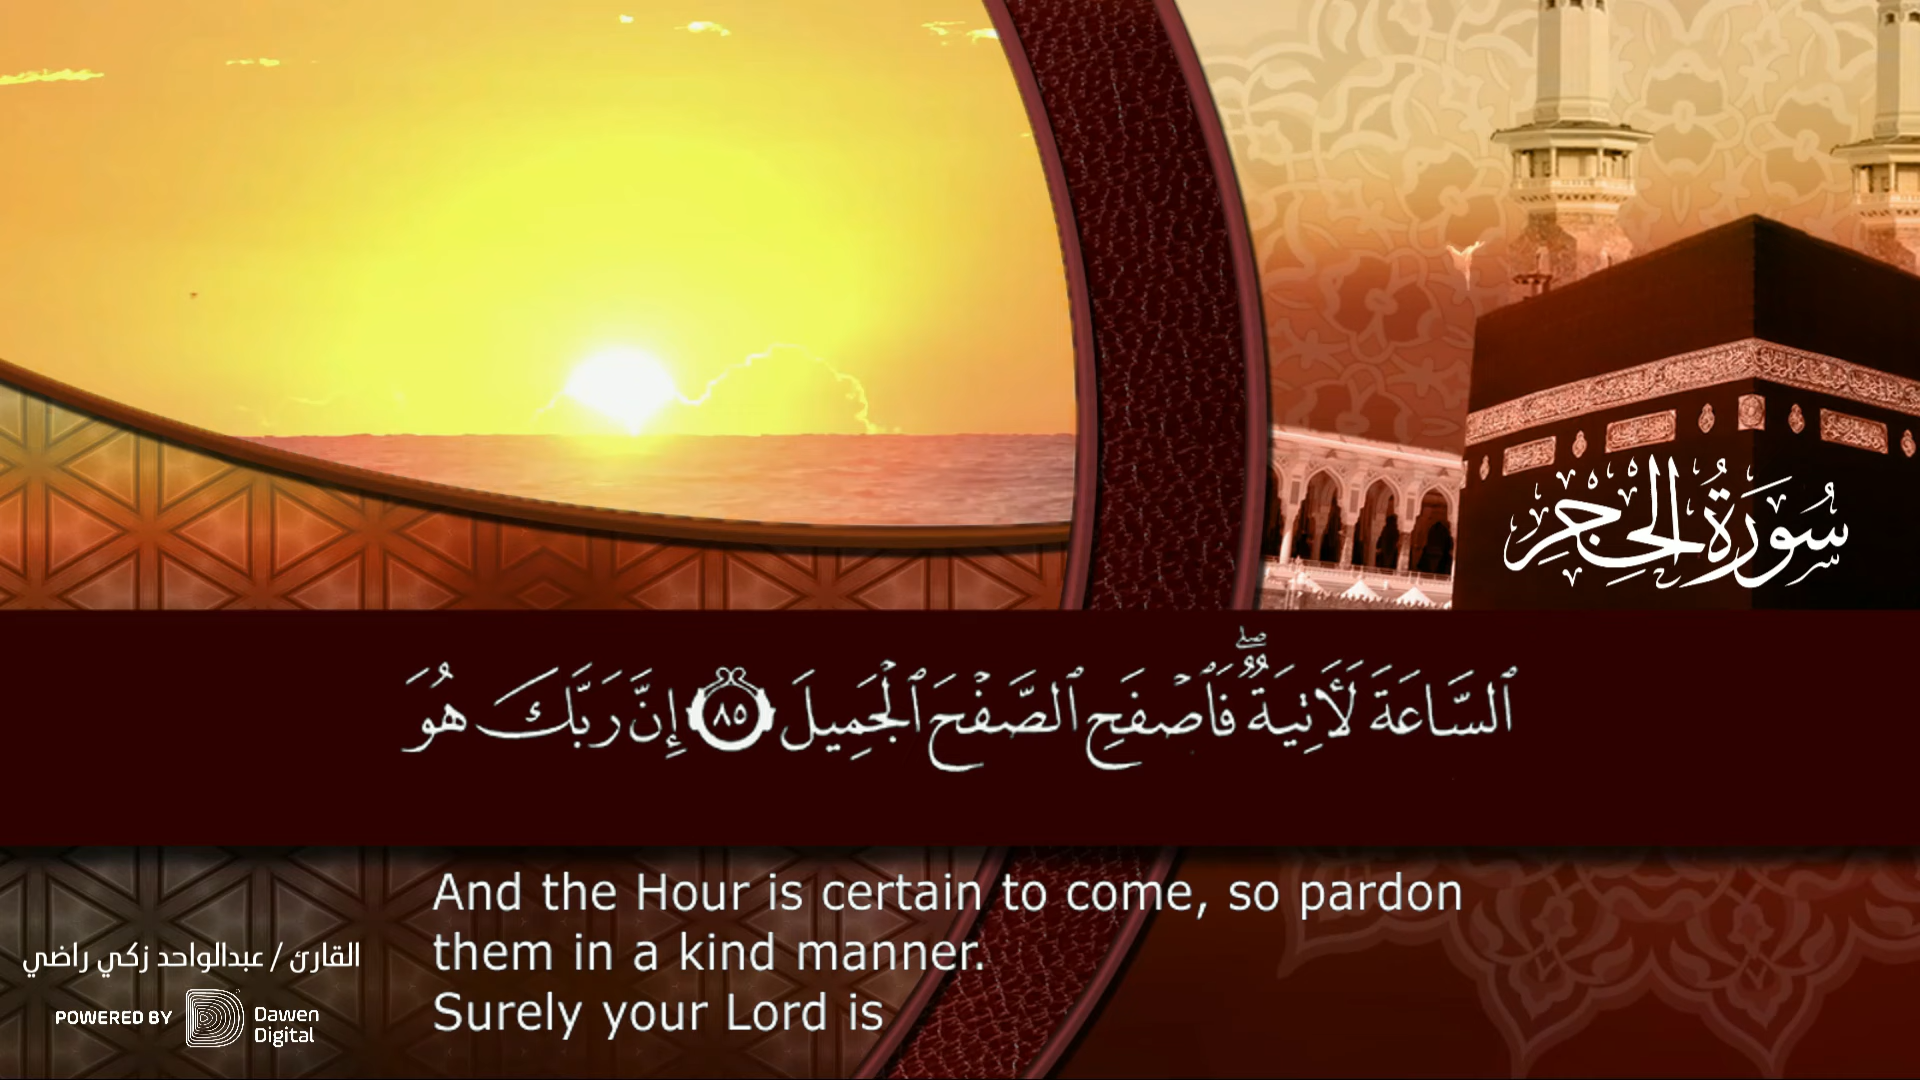 سُورَةُ الحِجْرِ
ٱلسَّاعَةَ لَأٓتِيَةٌۖ فَٱصۡفَحِ ٱلصَّفۡحَ ٱلۡجَمِيلَ ٨٥ إِنَّ رَبَّكَ هُوَ
And the Hour is certain to come, so pardon
them in a kind manner.
Surely your Lord is
القارئ / عبدالواحد زكي راضي
POWERED BY Dawen
Digital